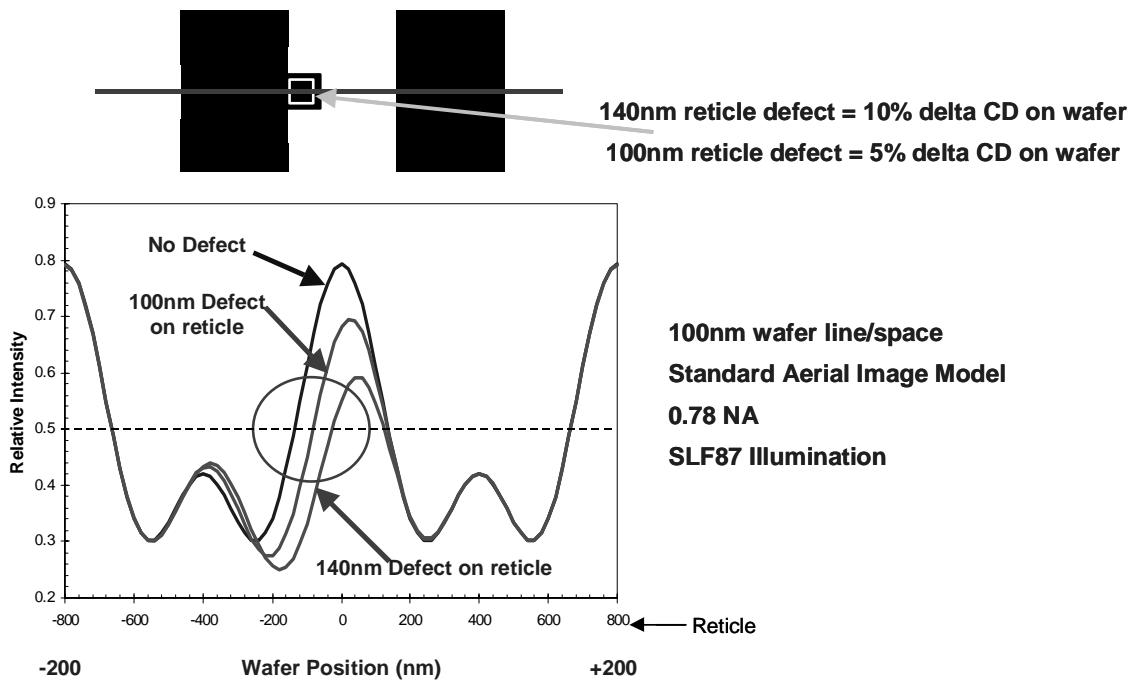 140nm reticle defect = 10% delta CD on wafer
100nm reticle defect = 5% delta CD on wafer
0.9
0.8
0.7
0.6
0.5
0.4
0.3
0.2
Relative Intensity
No Defect
100nm Defect
on reticle
140nm Defect on reticle
100nm wafer line/space
Standard Aerial Image Model
0.78 NA
SLF87 Illumination
-800 -600 -400 -200 0 200 400 600 800
Reticle
-200 Wafer Position (nm) +200